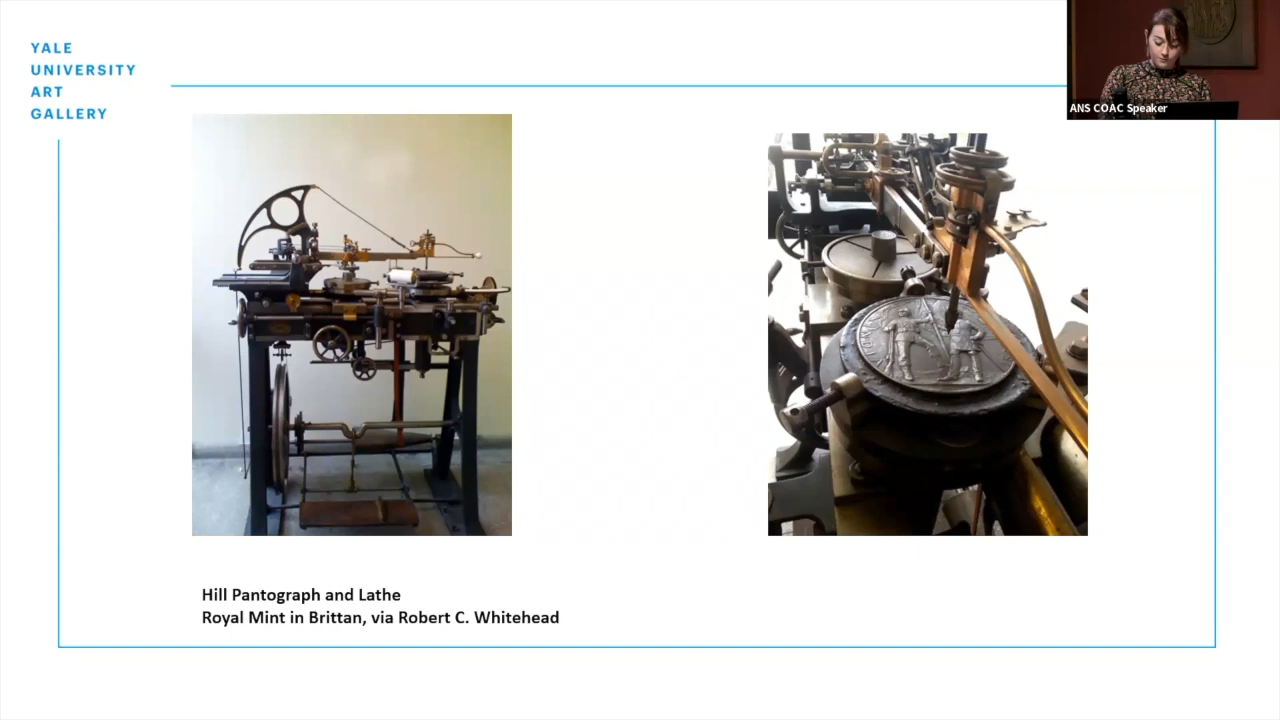 YALE
UNIVERSITY
ART
GALLERY
ANS COAC Speaker
Hill Pantograph and Lathe
Royal Mint in Brittan, via Robert C. Whitehead